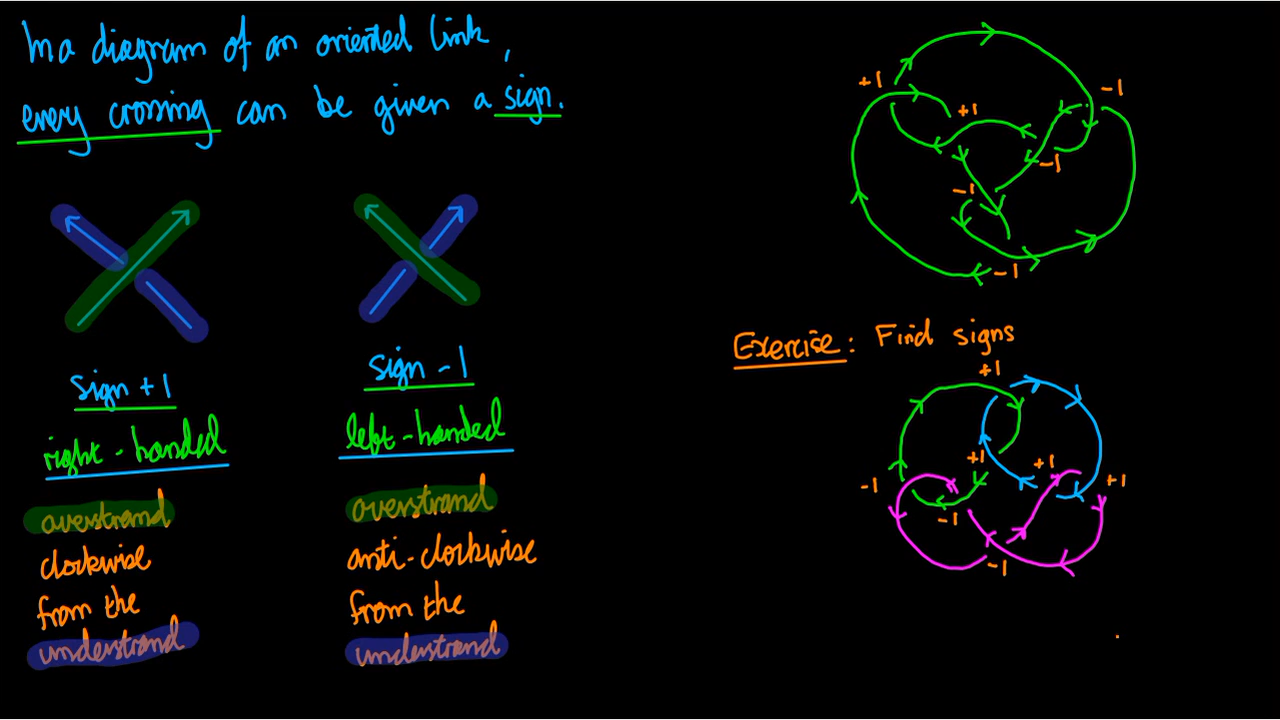 In a diagram of an oriented link,
every crossing can be given a sign.
sign +1
right-handed
overstrand
clockwise
from the
understrand
sign -1
left-handed
overstrand
anti-clockwise
from the
understrand
+1
-1
+1
-1
-1
-1
Exercise: Find signs
+1
+1
+1
-1
+1
-1
-1